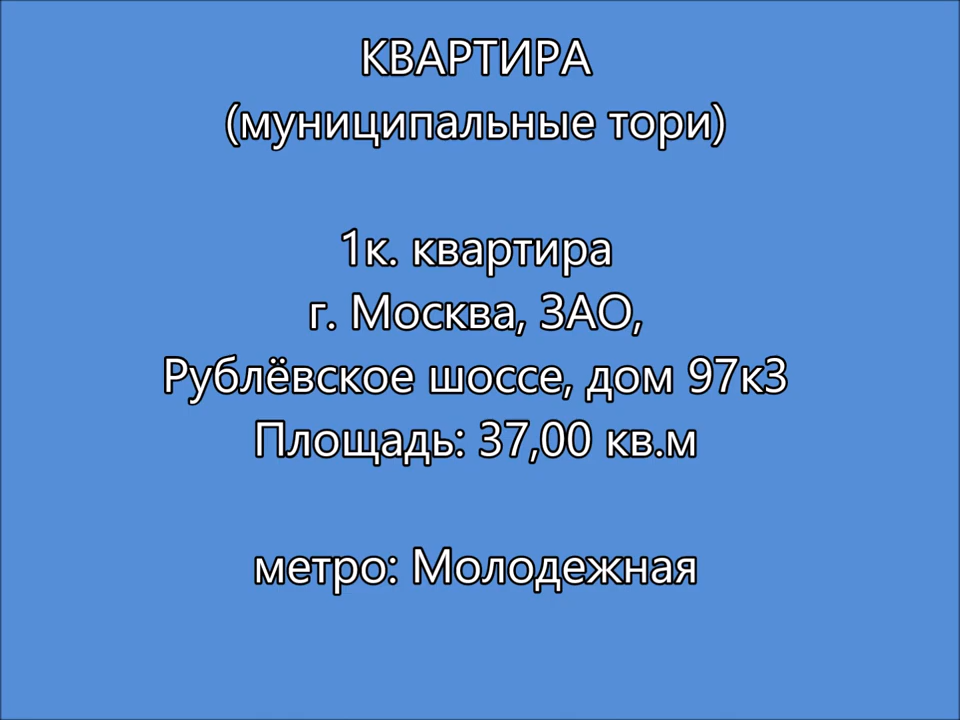 КВАРТИРА
(муниципальные тори)
1к. квартира
г. Москва, ЗАО,
Рублёвское шоссе, дом 97к3
Площадь: 37,00 кв.м
метро: Молодежная